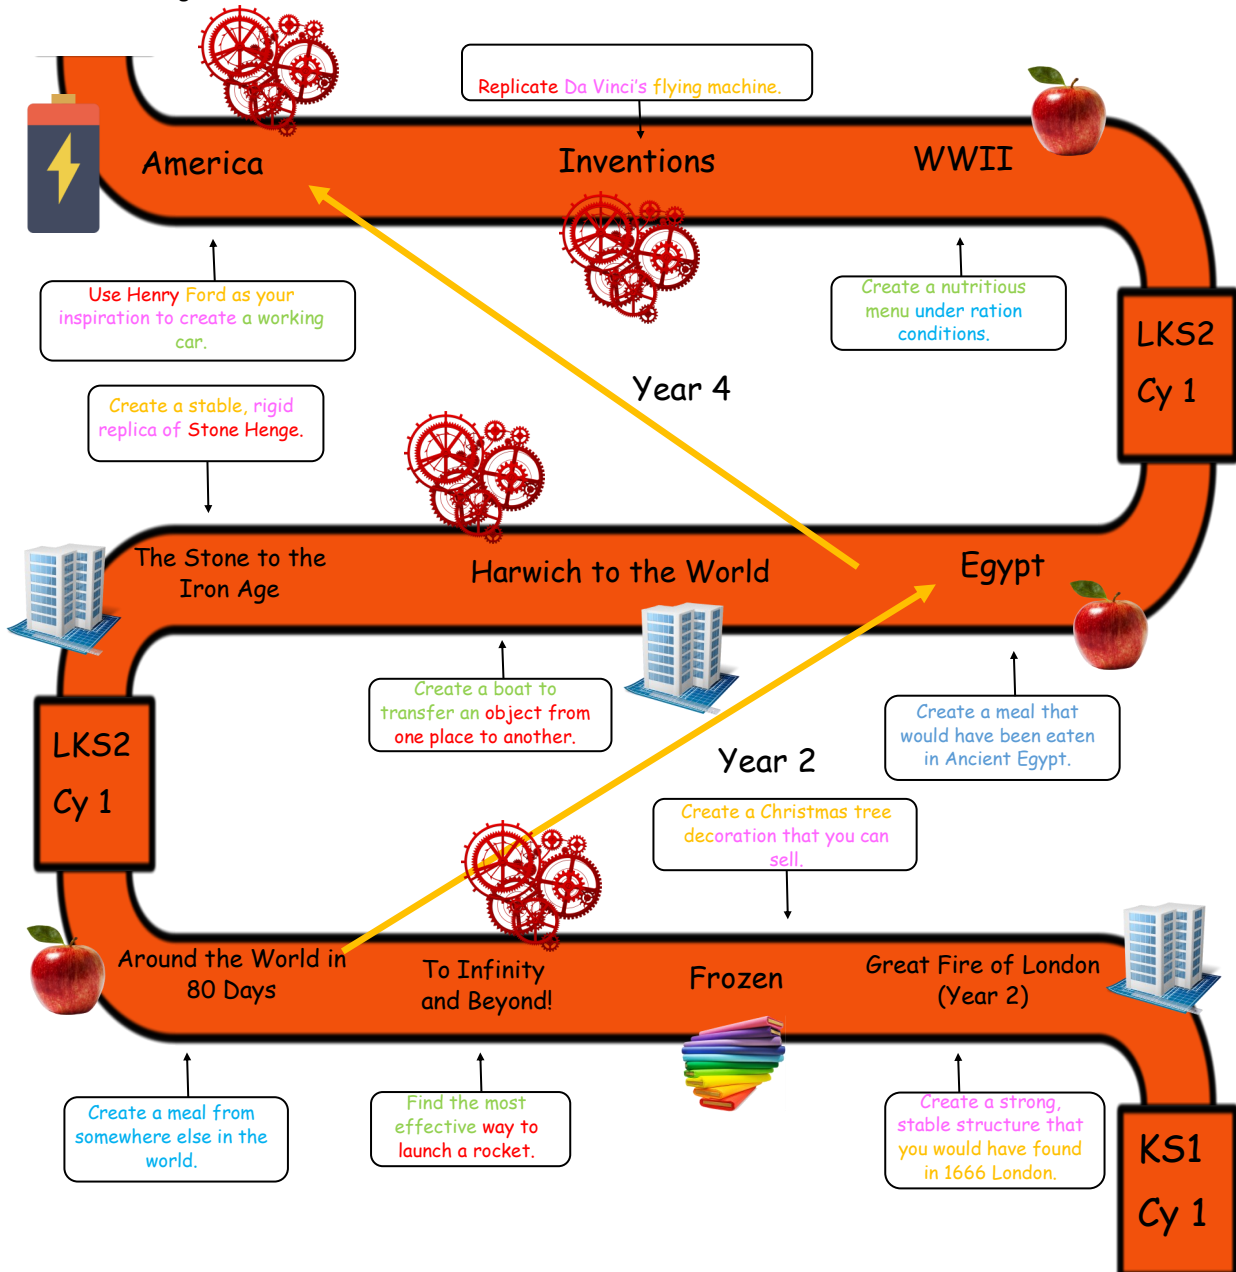 Replicate Da Vinci's flying machine.
America
Inventions
WWII
Use Henry Ford as your
inspiration to create a working
car.
Create a nutritious
menu under ration
conditions.
LKS2
Cy 1
Year 4
Create a stable, rigid
replica of Stone Henge.
The Stone to the
Iron Age
Harwich to the World
Egypt
Create a boat to
transfer an object from
one place to another.
Create a meal that
would have been eaten
in Ancient Egypt.
LKS2
Cy 1
Year 2
Create a Christmas tree
decoration that you can
sell.
Around the World in
80 Days
To Infinity
and Beyond!
Frozen
Great Fire of London
(Year 2)
Create a meal from
somewhere else in the
world.
Find the most
effective way to
launch a rocket.
Create a strong,
stable structure that
you would have found
in 1666 London.
KS1
Cy 1